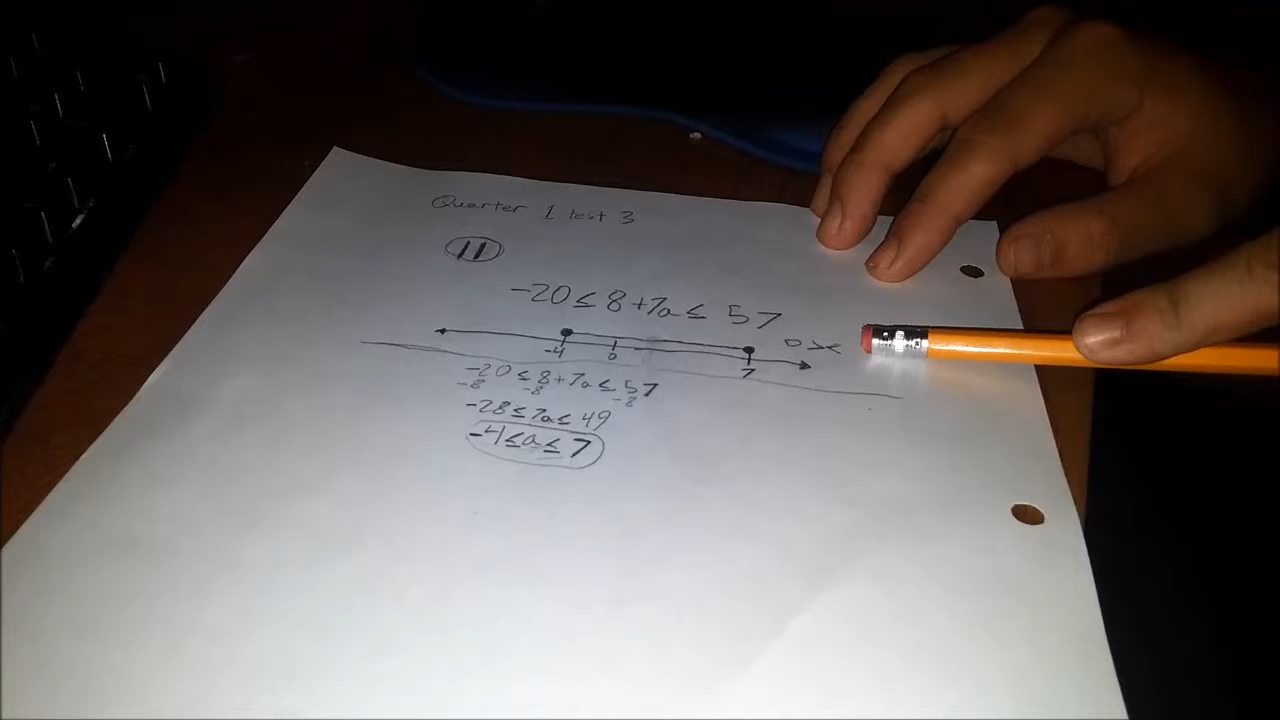 Quarter 1 test 3
11
-20 ≤ 8 +7a ≤ 57
-4 0 7
-20 ≤ 8 + 7a ≤ 57
-8 -8 -8
-28 ≤ 7a ≤ 49
-4 ≤ a ≤ 7